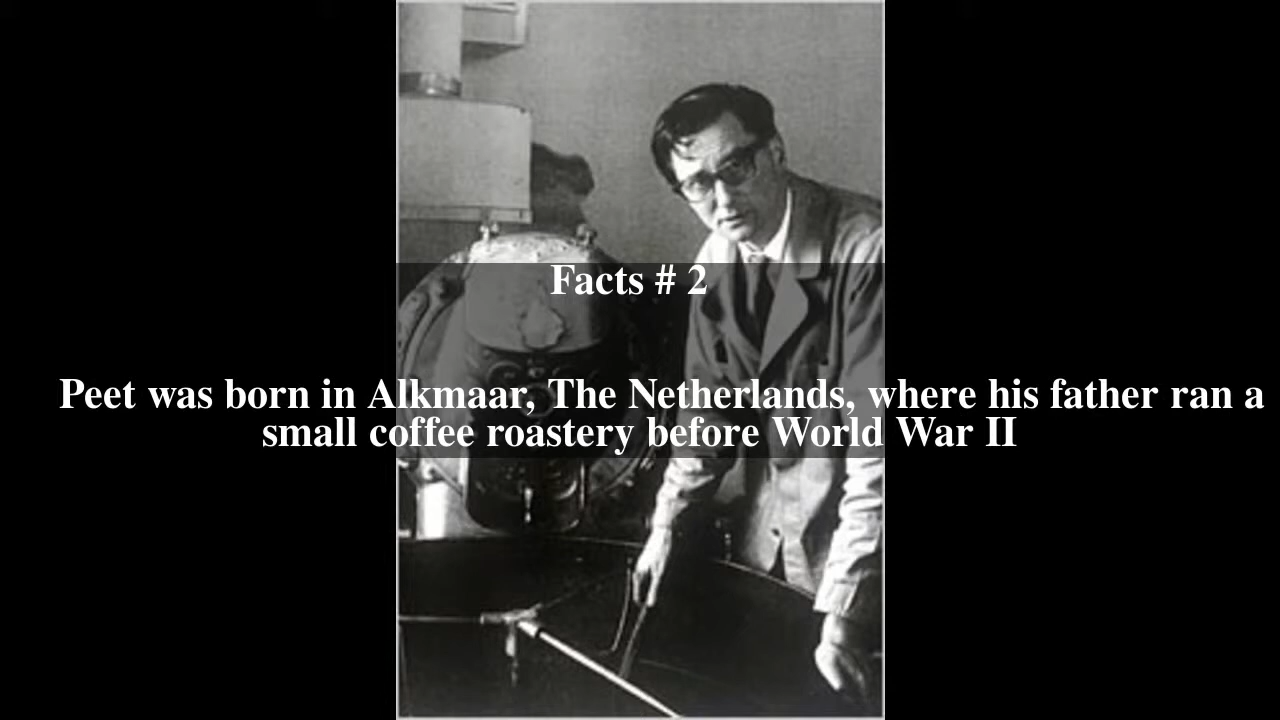 Facts # 2
Peet was born in Alkmaar, The Netherlands, where his father ran a
small coffee roastery before World War II